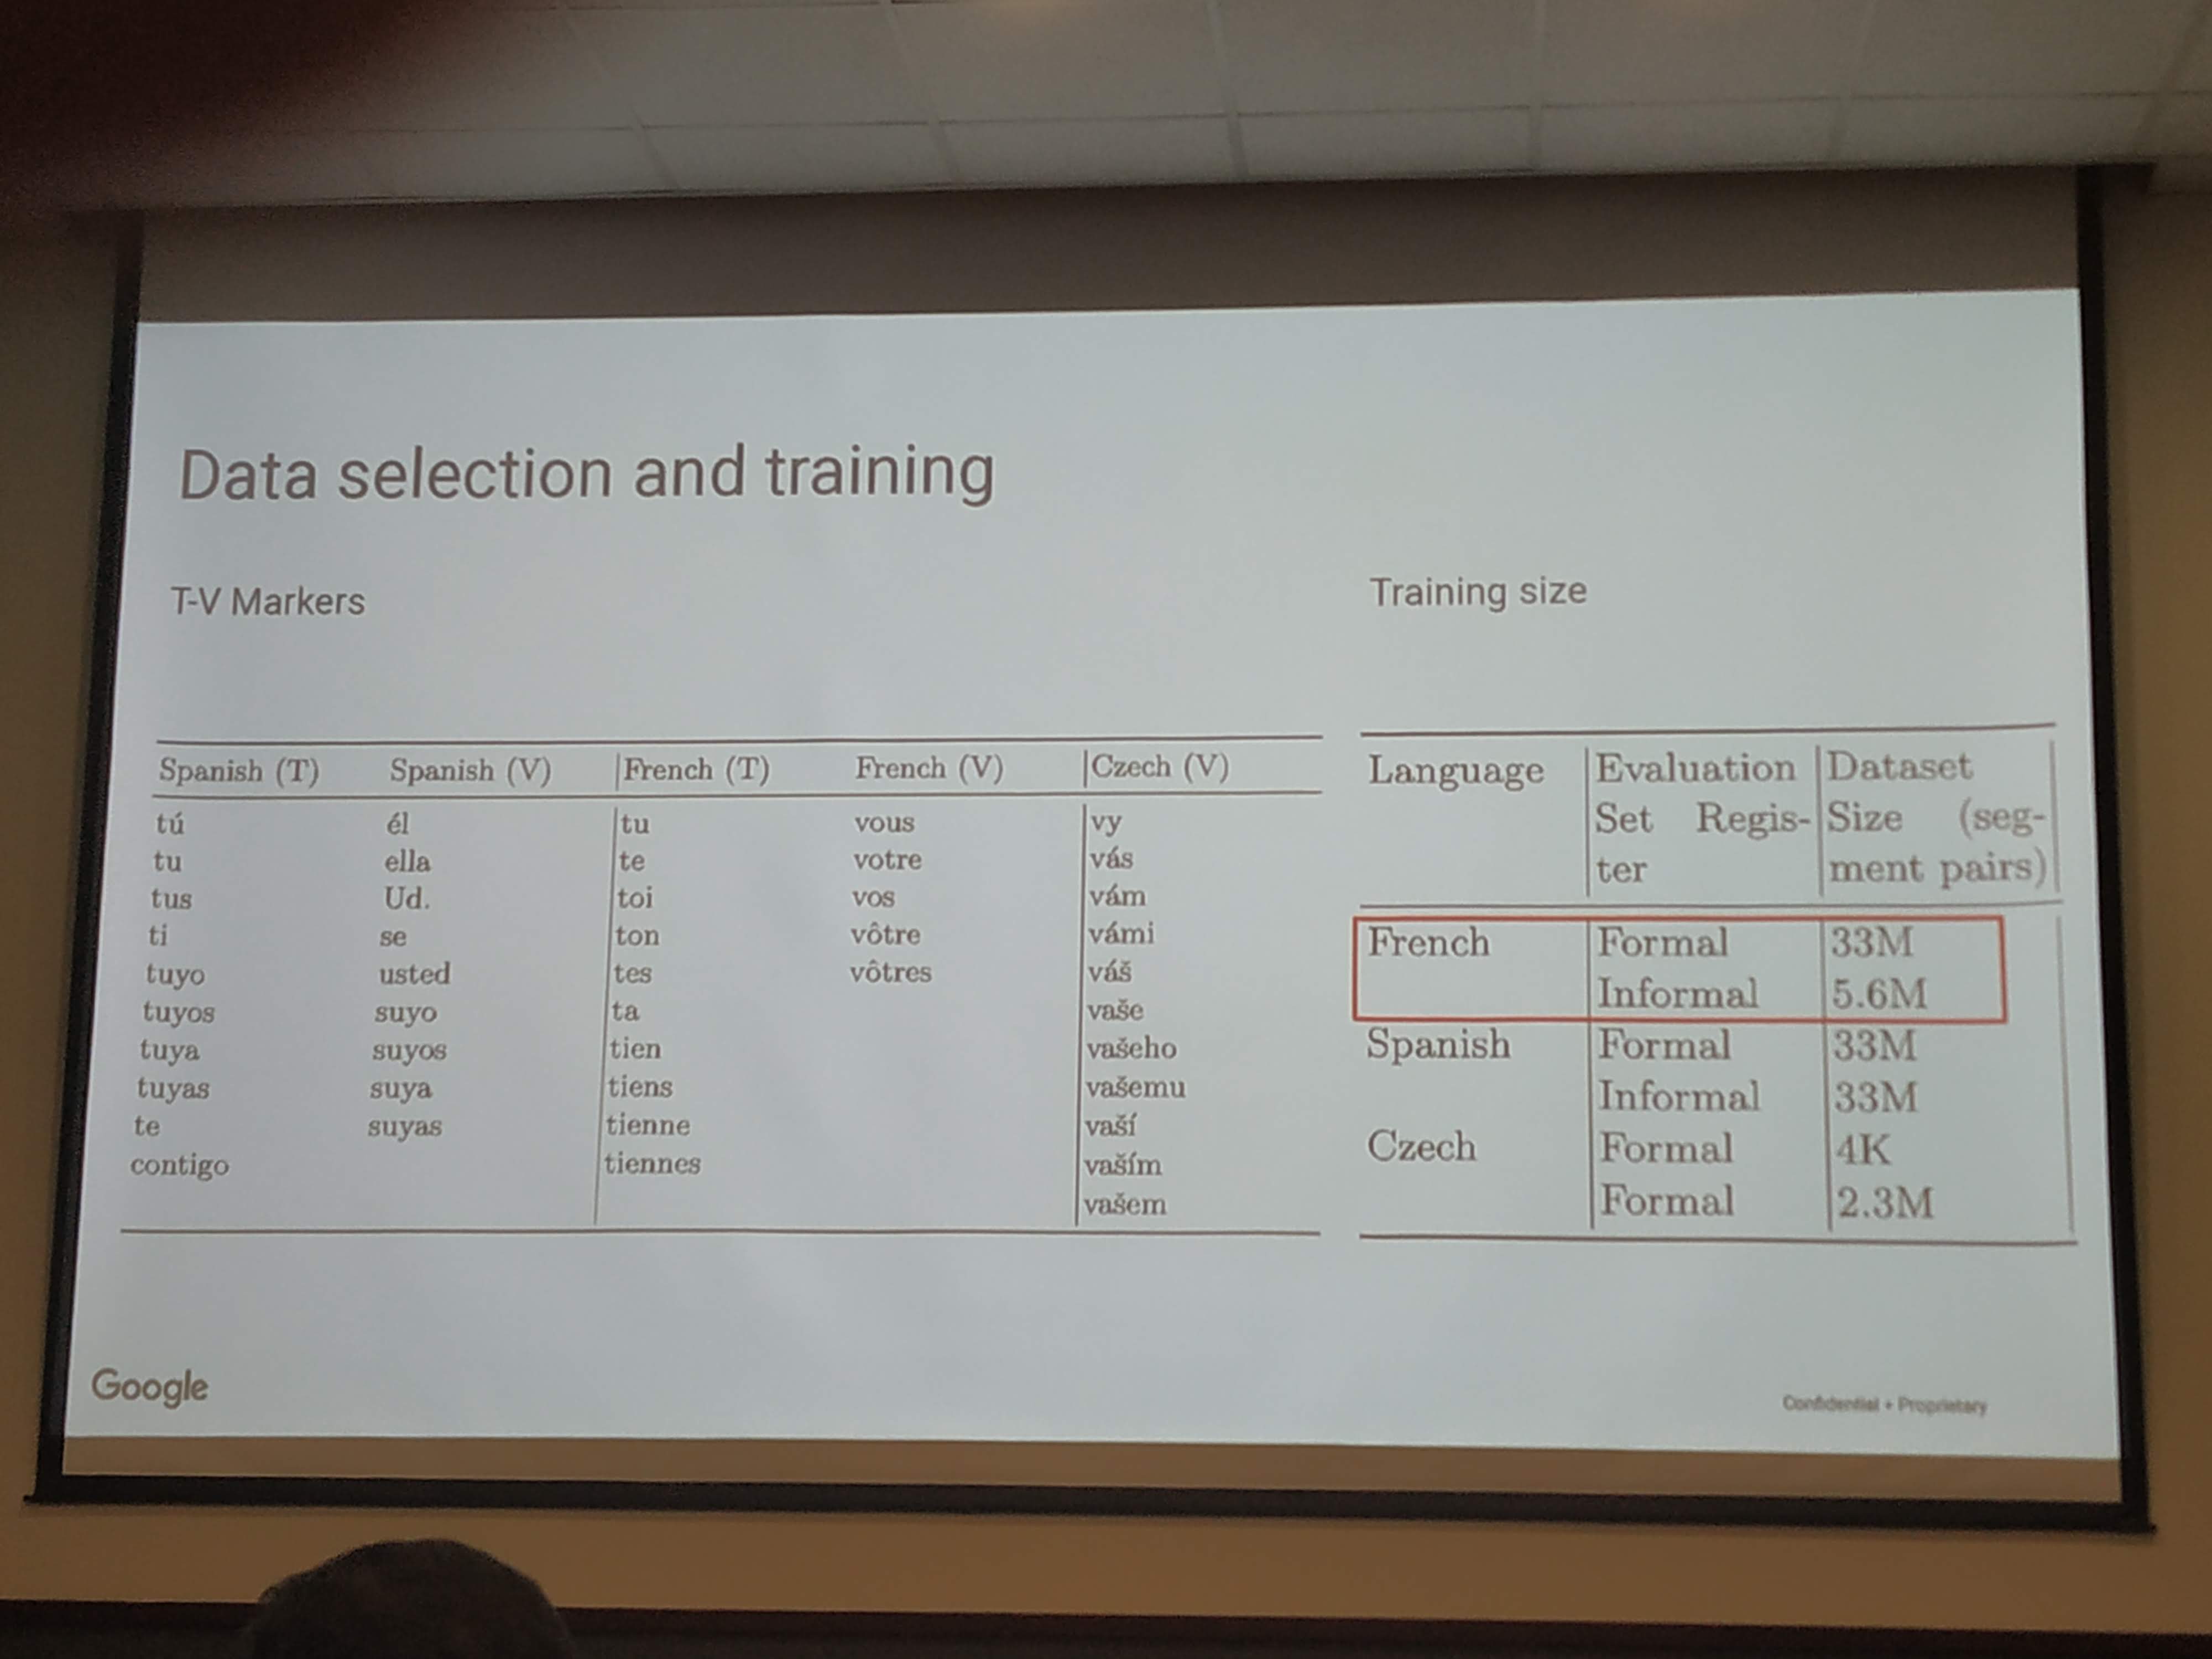 Data selection and training
T-V Markers
Spanish (T) Spanish (V) French (T) French (V) Czech (V)
tú él tu vous vy
tu ella te votre vás
tus Ud. toi vos vám
ti se ton vôtre vámi
tuyo usted tes vôtres váš
tuyos suyo ta vaše
tuya suyos tien vašeho
tuyas suya tiens vašemu
te suyas tienne vaší
contigo tiennes vaším
vašem
Training size
Language Evaluation Dataset
Set Regis- Size (seg-
ter ment pairs)
French Formal 33M
Informal 5.6M
Spanish Formal 33M
Informal 33M
Czech Formal 4K
Formal 2.3M
Google
Confidential + Proprietary